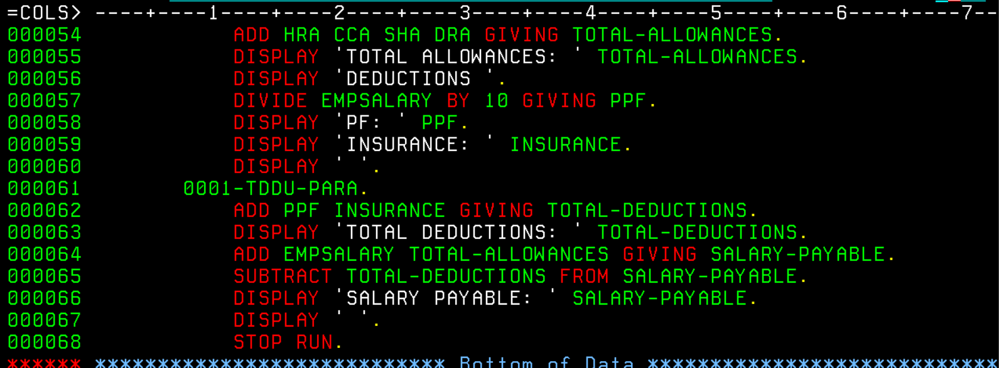 =COLS> ----+----1----+----2----+----3----+----4----+----5----+----6----+----7--
000054            ADD HRA CCA SHA DRA GIVING TOTAL-ALLOWANCES.
000055            DISPLAY 'TOTAL ALLOWANCES: ' TOTAL-ALLOWANCES.
000056            DISPLAY 'DEDUCTIONS '.
000057            DIVIDE EMPSALARY BY 10 GIVING PPF.
000058            DISPLAY 'PF: ' PPF.
000059            DISPLAY 'INSURANCE: ' INSURANCE.
000060            DISPLAY ' '.
000061        0001-TDDU-PARA.
000062            ADD PPF INSURANCE GIVING TOTAL-DEDUCTIONS.
000063            DISPLAY 'TOTAL DEDUCTIONS: ' TOTAL-DEDUCTIONS.
000064            ADD EMPSALARY TOTAL-ALLOWANCES GIVING SALARY-PAYABLE.
000065            SUBTRACT TOTAL-DEDUCTIONS FROM SALARY-PAYABLE.
000066            DISPLAY 'SALARY PAYABLE: ' SALARY-PAYABLE.
000067            DISPLAY ' '.
000068            STOP RUN.
****** **************************** Bottom of Data ****************************